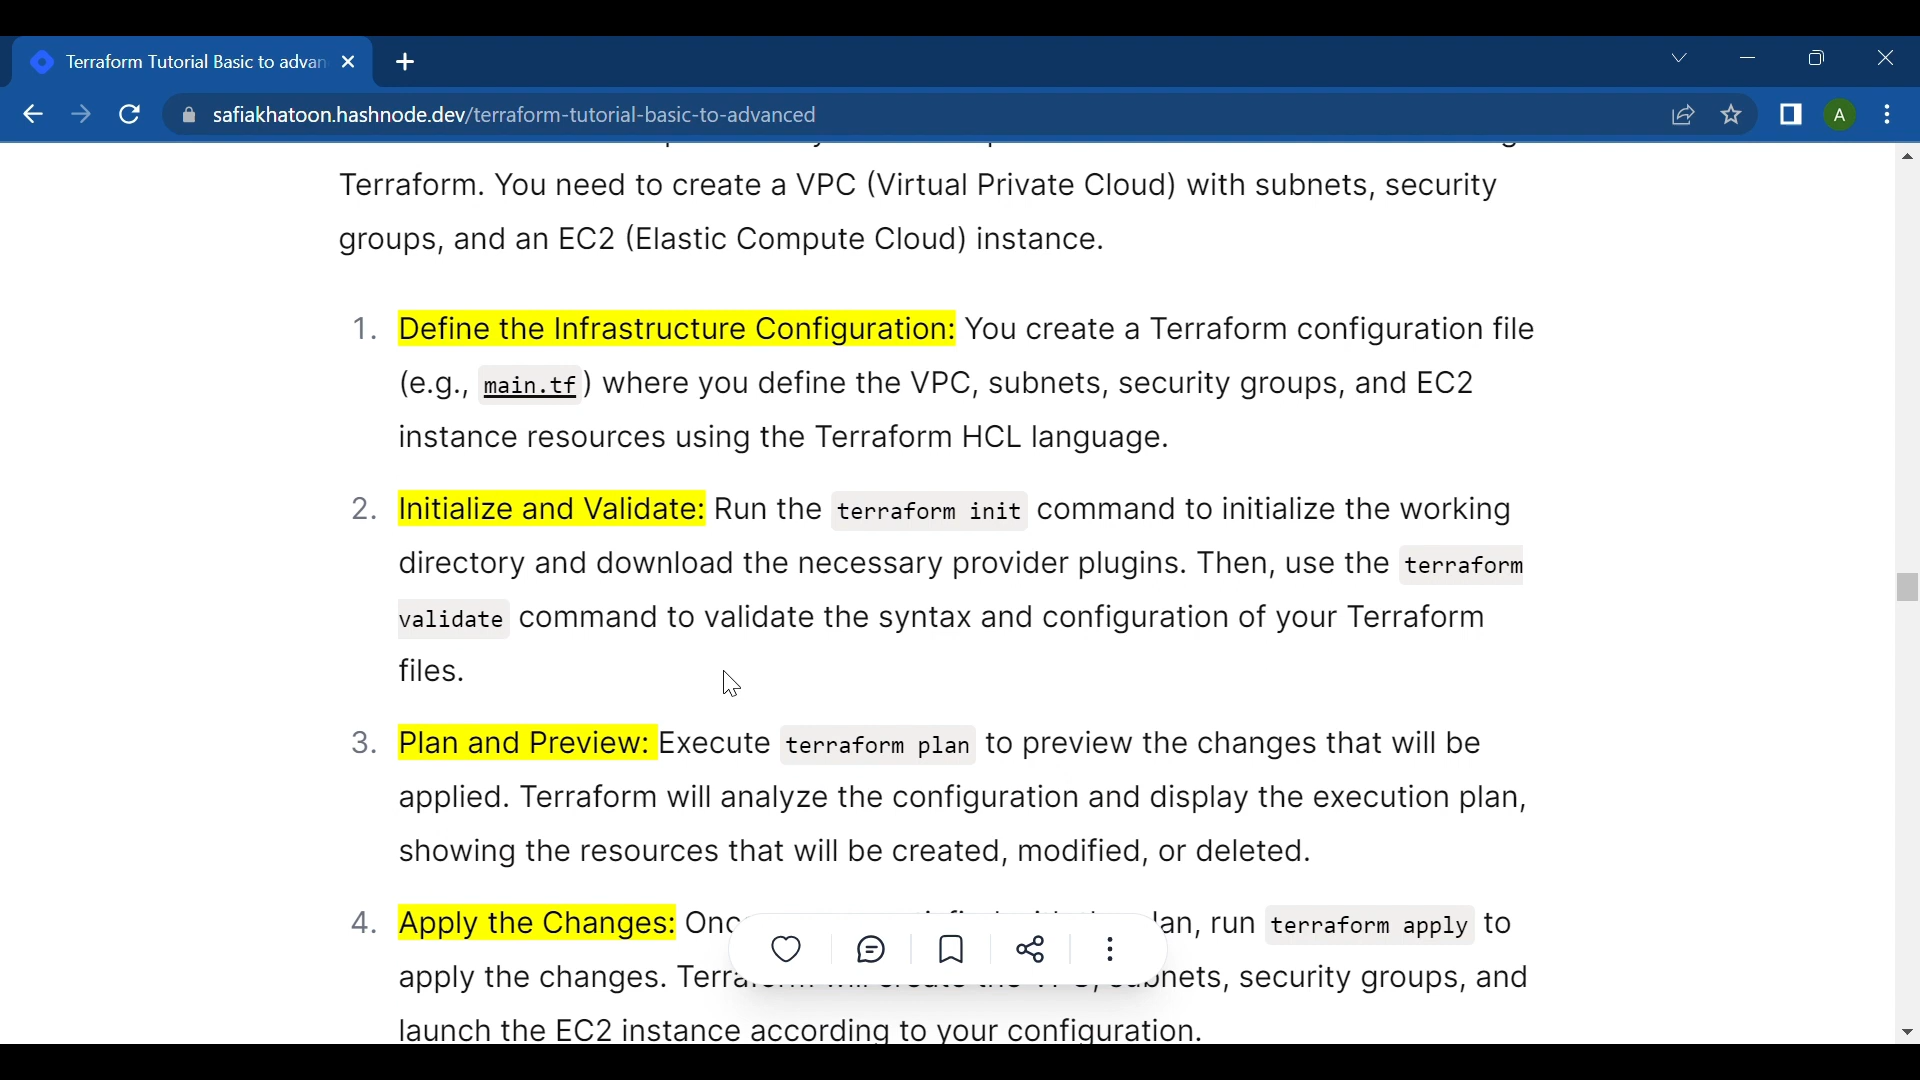 Terraform Tutorial Basic to advan
safiakhatoon.hashnode.dev/terraform-tutorial-basic-to-advanced
A
Terraform. You need to create a VPC (Virtual Private Cloud) with subnets, security
groups, and an EC2 (Elastic Compute Cloud) instance.
1. Define the Infrastructure Configuration: You create a Terraform configuration file
(e.g., main.tf) where you define the VPC, subnets, security groups, and EC2
instance resources using the Terraform HCL language.
2. Initialize and Validate: Run the terraform init command to initialize the working
directory and download the necessary provider plugins. Then, use the terraform
validate command to validate the syntax and configuration of your Terraform
files.
3. Plan and Preview: Execute terraform plan to preview the changes that will be
applied. Terraform will analyze the configuration and display the execution plan,
showing the resources that will be created, modified, or deleted.
4. Apply the Changes: run terraform apply to
apply the changes. security groups, and
launch the EC2 instance according to your configuration.